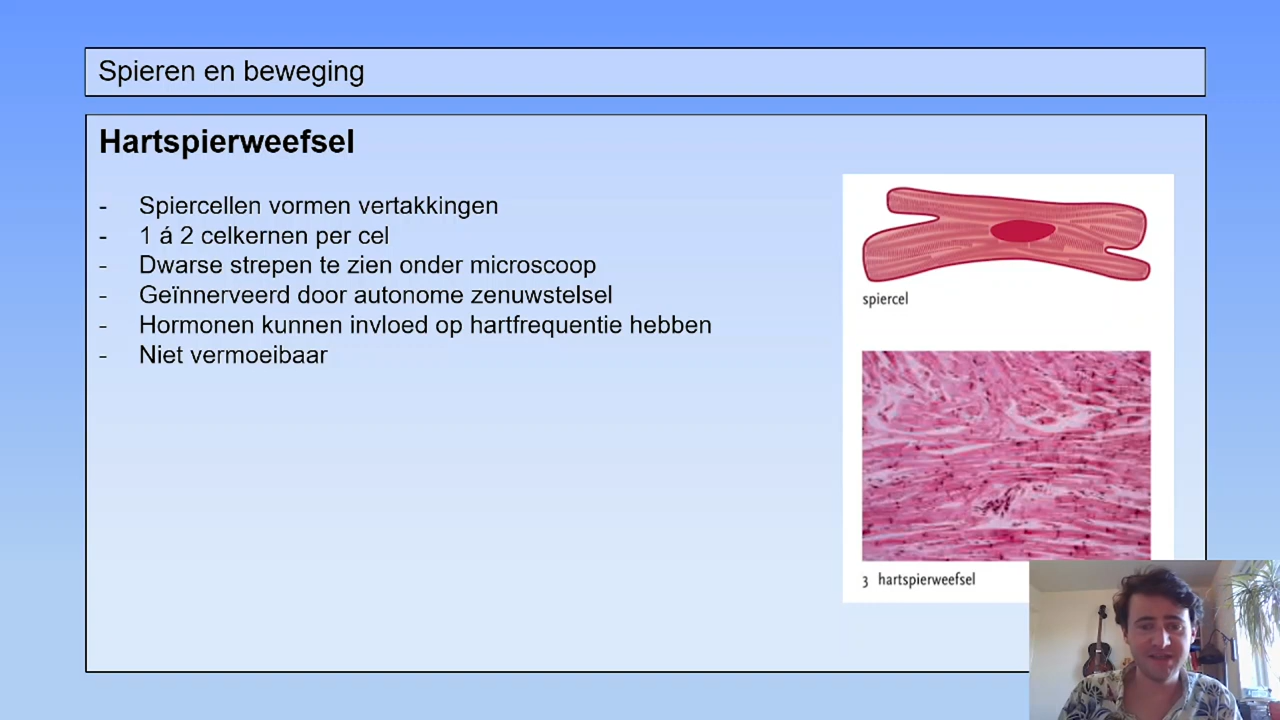 Spieren en beweging
Hartspierweefsel
- Spiercellen vormen vertakkingen
- 1 á 2 celkernen per cel
- Dwarse strepen te zien onder microscoop
- Geïnnerveerd door autonome zenuwstelsel
- Hormonen kunnen invloed op hartfrequentie hebben
- Niet vermoeibaar
spiercel
3 hartspierweefsel